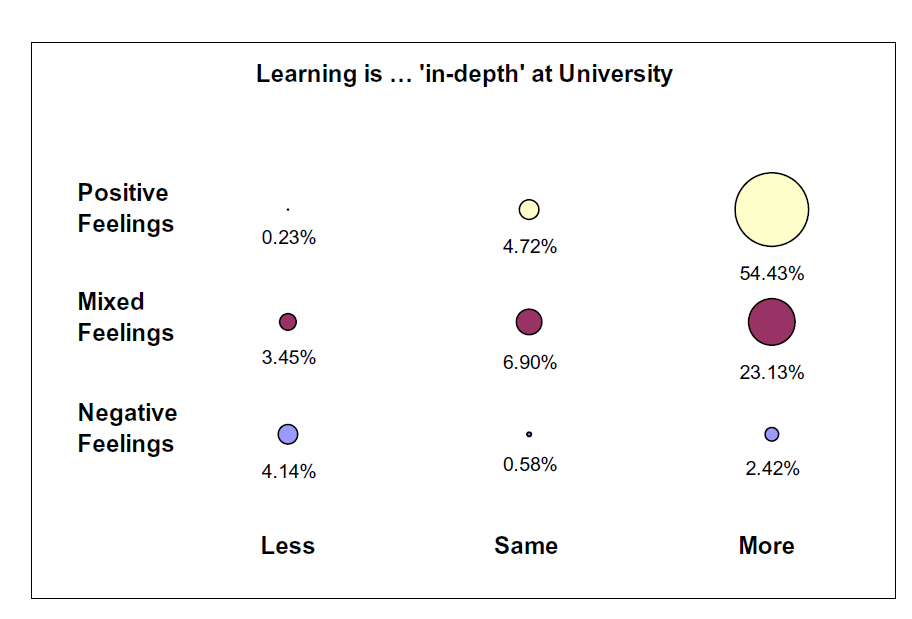 Learning is … 'in-depth' at University
Positive
Feelings
0.23%
4.72%
54.43%
Mixed
Feelings
3.45%
6.90%
23.13%
Negative
Feelings
4.14%
0.58%
2.42%
Less
Same
More